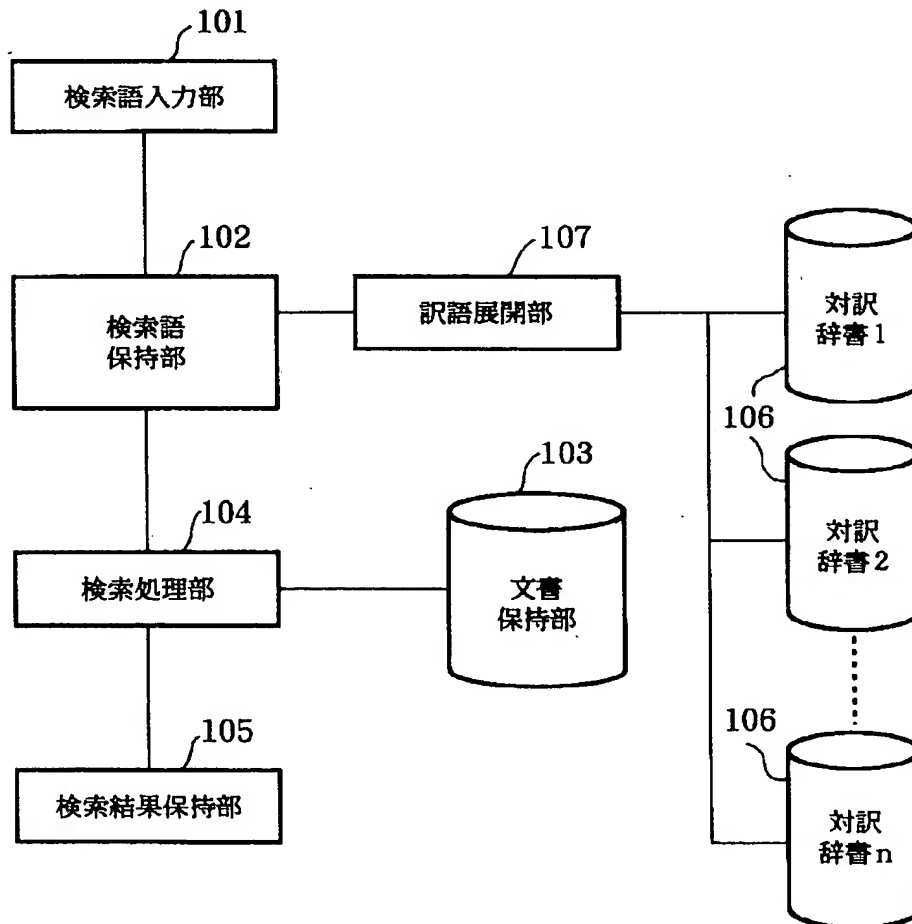 101
検索語入力部
102
検索語
保持部
107
訳語展開部
対訳
辞書1
106
103
文書
保持部
対訳
辞書2
104
検索処理部
105
検索結果保持部
106
対訳
辞書n